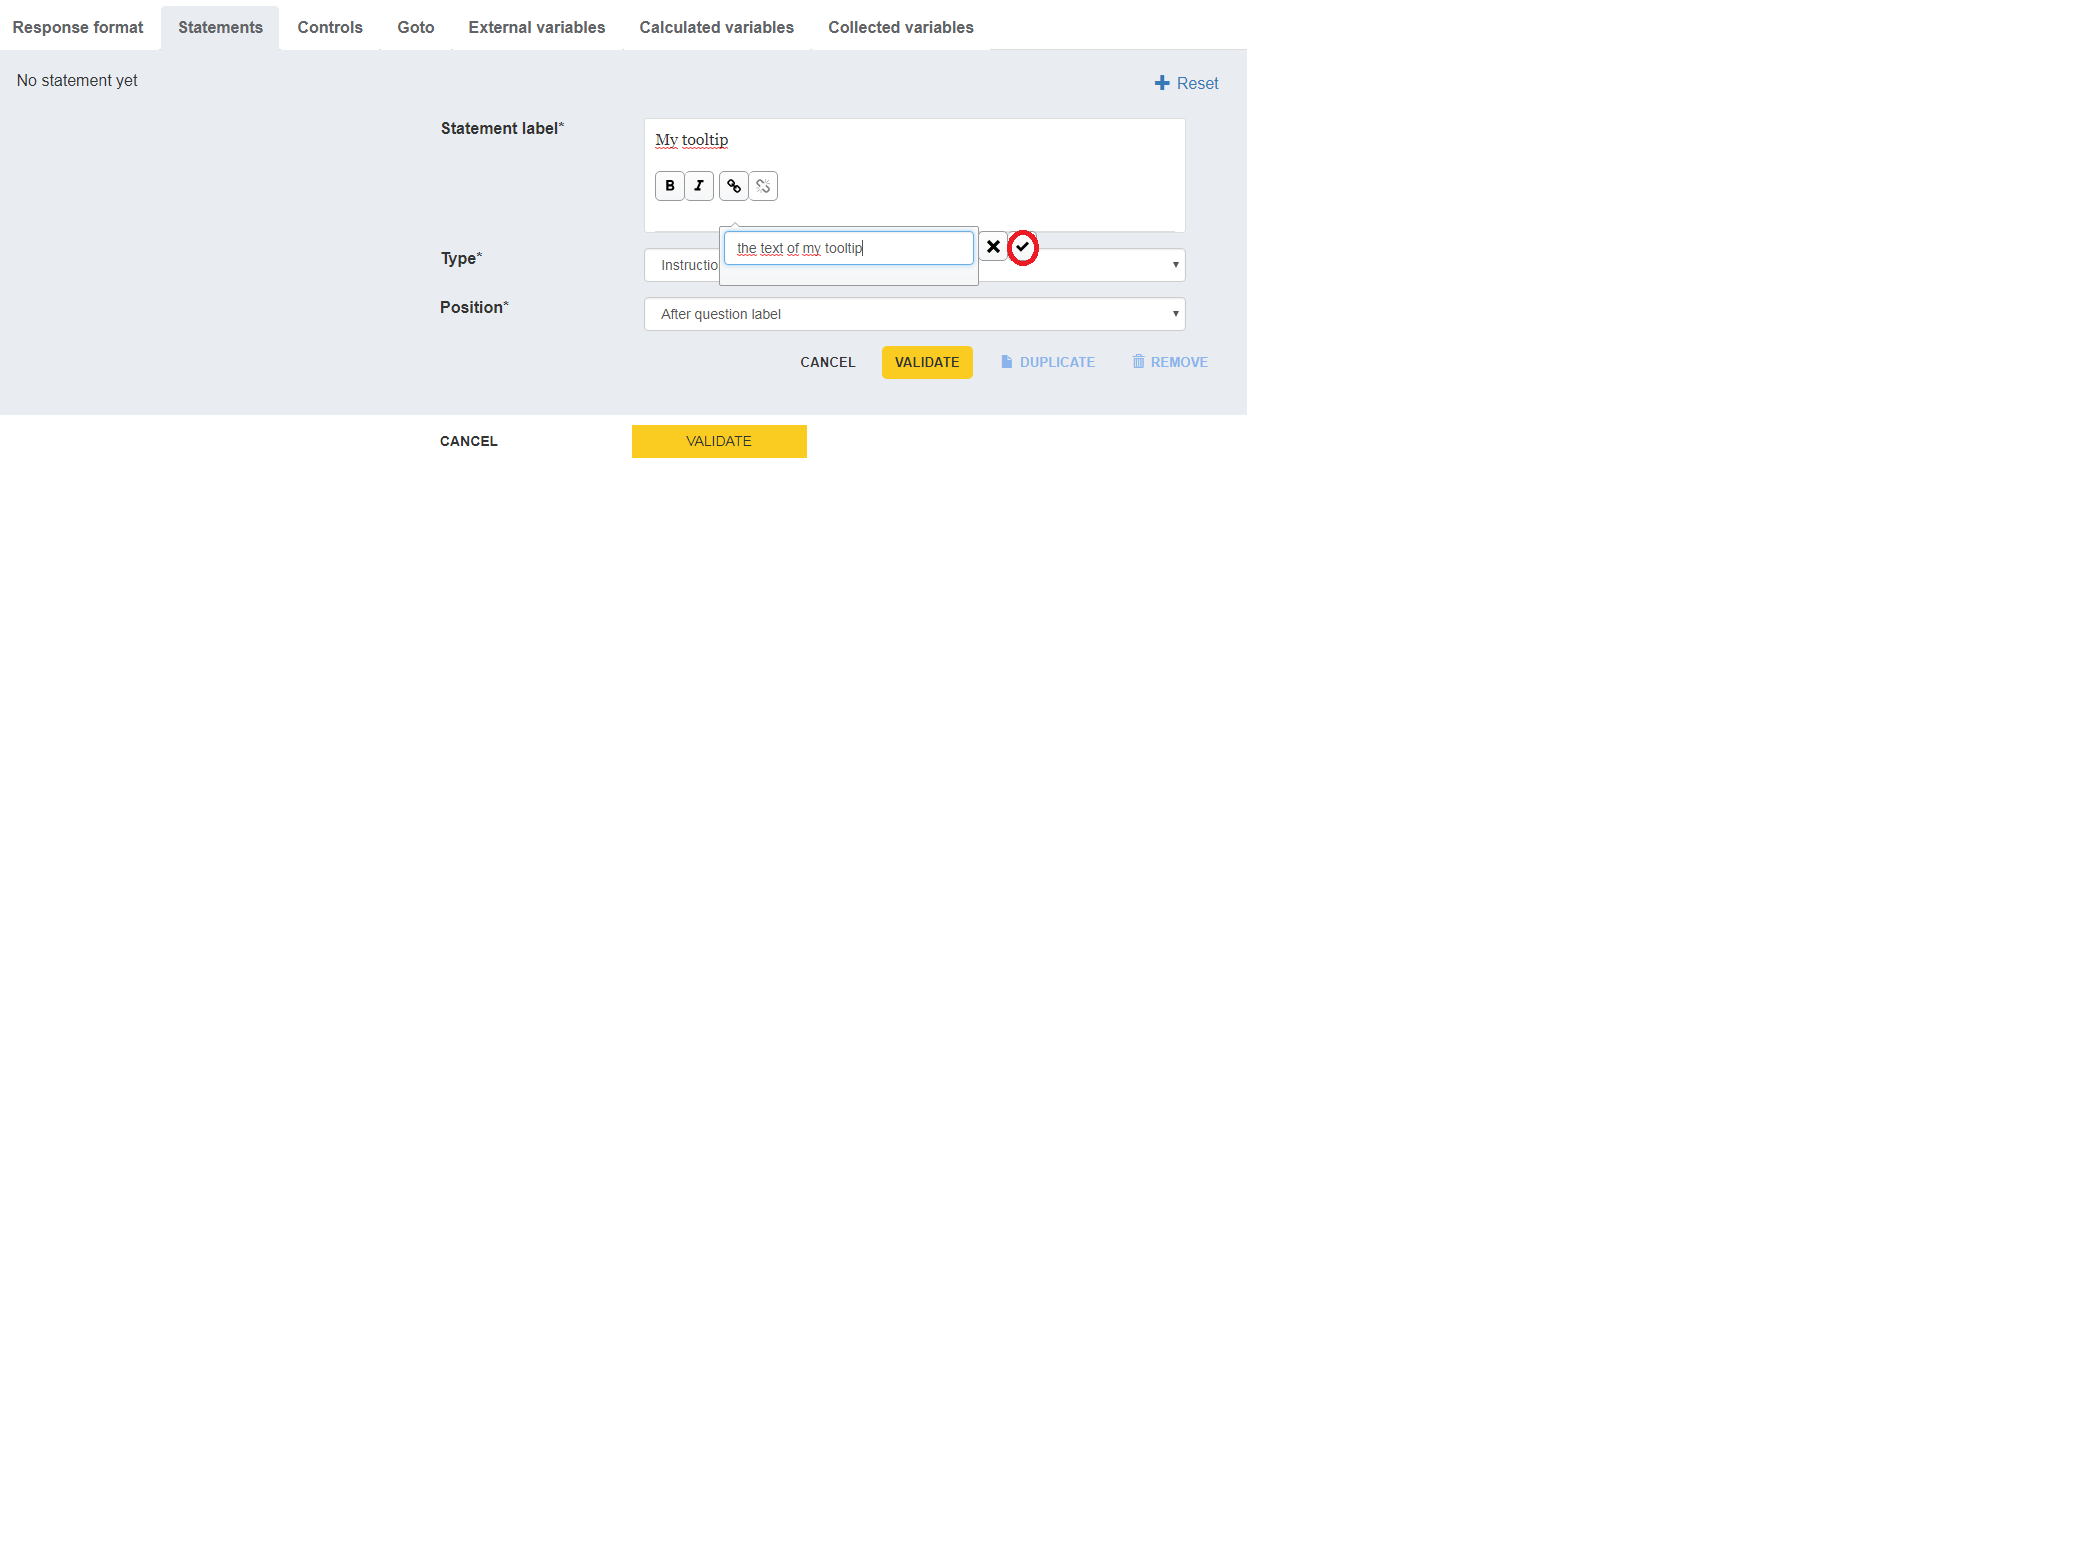 Response format Statements Controls Goto External variables Calculated variables Collected variables
No statement yet
Reset
Statement label*
My tooltip
B I
the text of my tooltip
Type*
Instructio
Position*
After question label
CANCEL VALIDATE DUPLICATE REMOVE
CANCEL VALIDATE